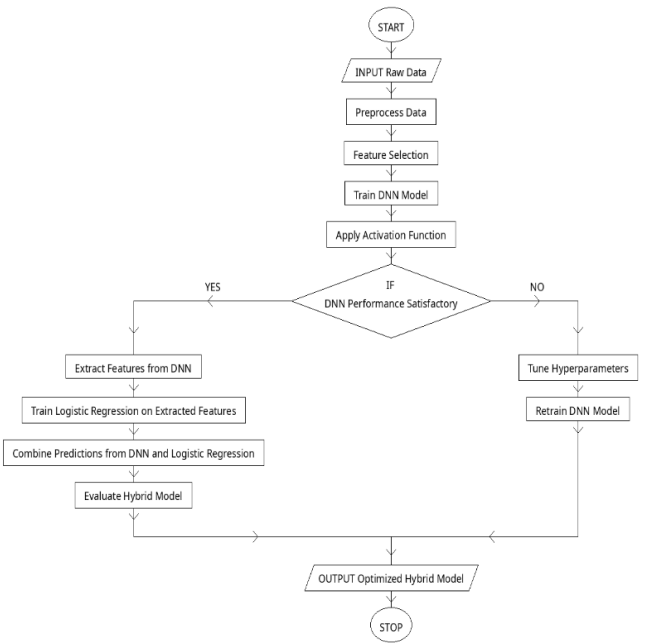 START
INPUT Raw Data
Preprocess Data
Feature Selection
Train DNN Model
Apply Activation Function
IF
DNN Performance Satisfactory
YES
NO
Extract Features from DNN
Train Logistic Regression on Extracted Features
Combine Predictions from DNN and Logistic Regression
Evaluate Hybrid Model
Tune Hyperparameters
Retrain DNN Model
OUTPUT Optimized Hybrid Model
STOP